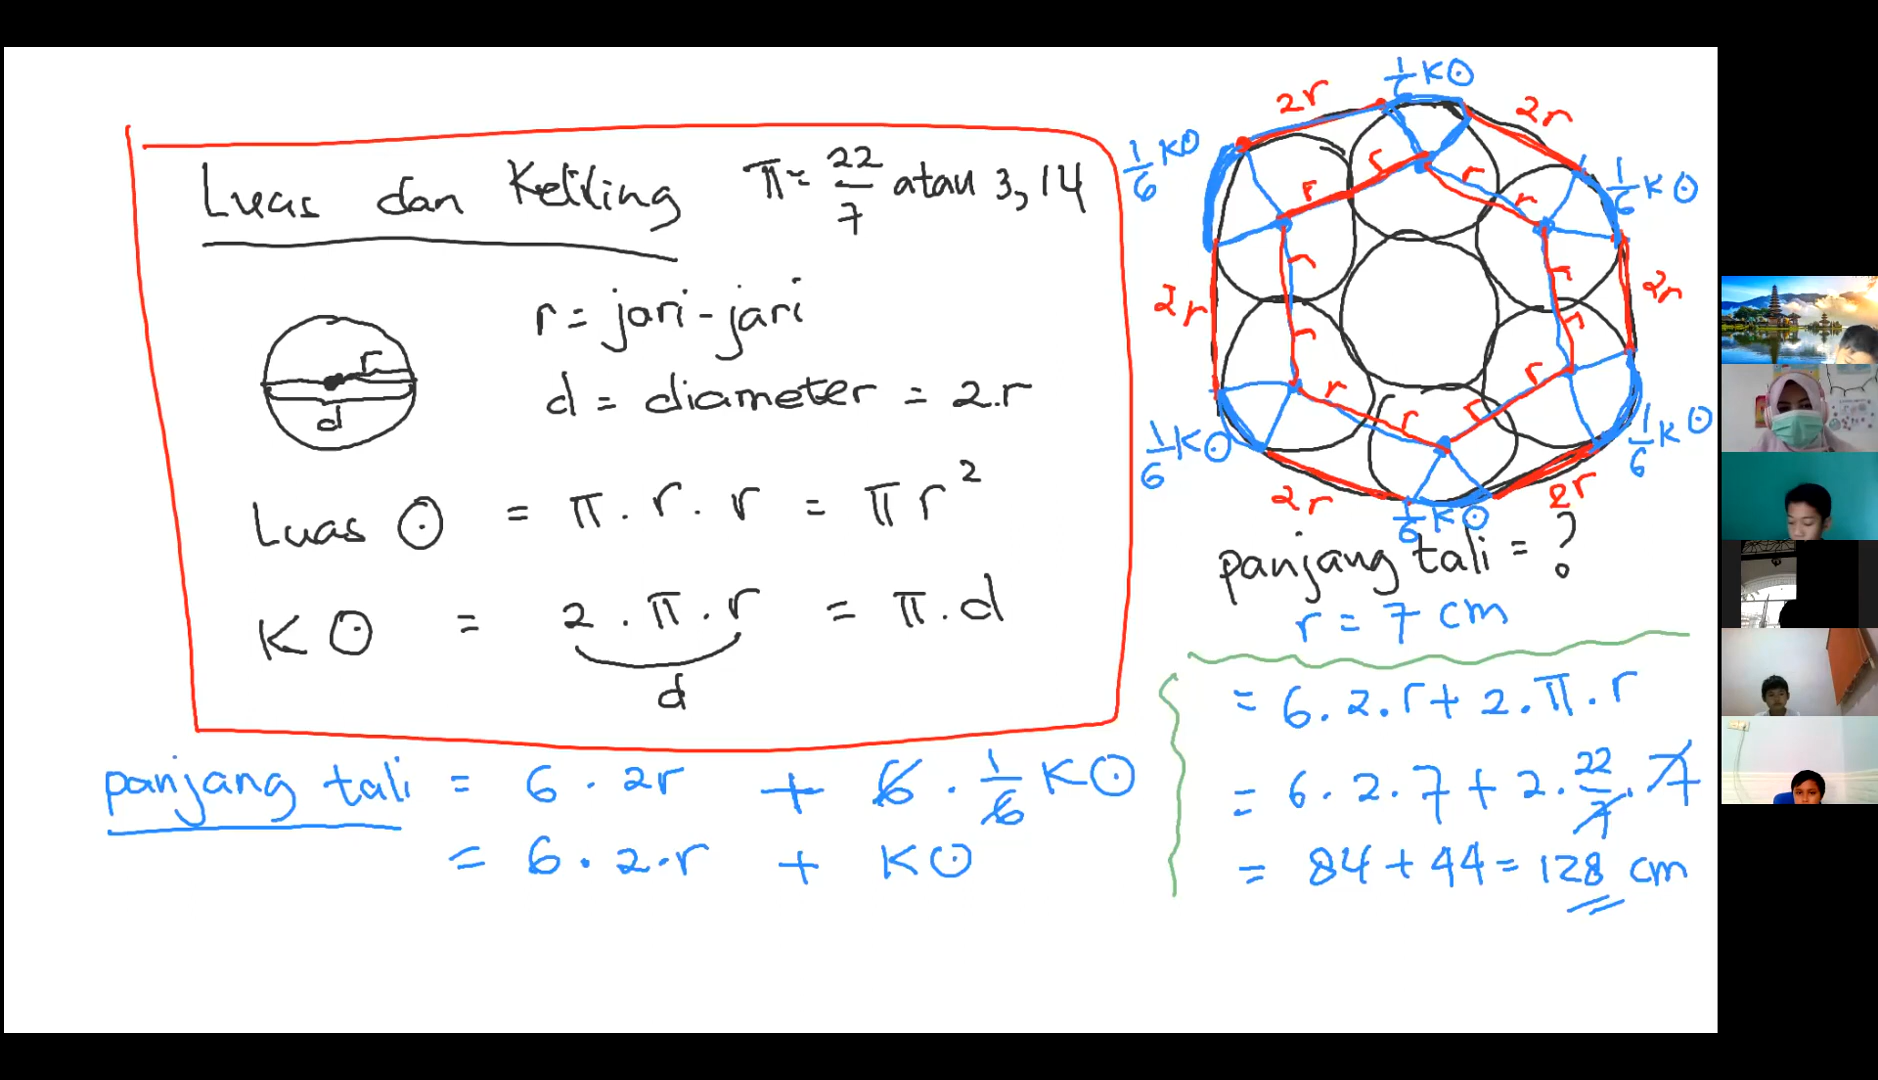 Luas dan Keliling π ≈ 22/7 atau 3,14
r
d
r = jari-jari
d = diameter = 2.r
Luas ⊙ = π . r . r = πr²
K⊙ = 2 . π . r = π . d
d
panjang tali = 6 . 2r + 6 . 1/6 K⊙
= 6 . 2 . r + K⊙
1/6 K⊙
2r
2r
1/6 K⊙
1/6 K⊙
r
r
r
r
r
r
2r
2r
r
r
r
r
r
r
1/6 K⊙
1/6 K⊙
2r
2r
1/6 K⊙
panjang tali = ?
r = 7 cm
= 6 . 2 . r + 2 . π . r
= 6 . 2 . 7 + 2 . 22/7 . 7
= 84 + 44 = 128 cm